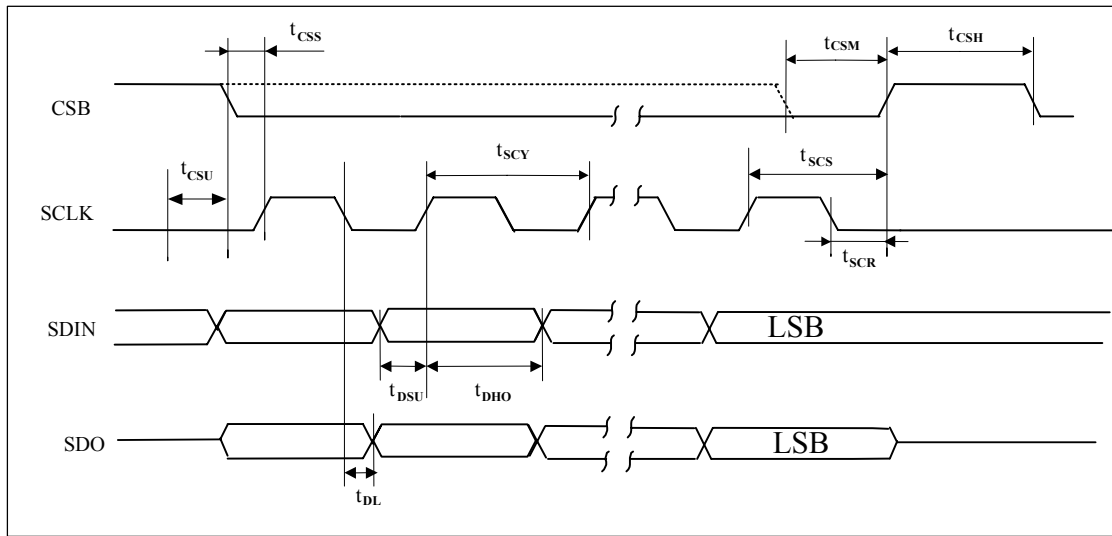 tCSS
tCSM
tCSH
CSB
tCSU
tSCY
tSCS
SCLK
tSCR
SDIN
LSB
tDSU
tDHO
SDO
LSB
tDL